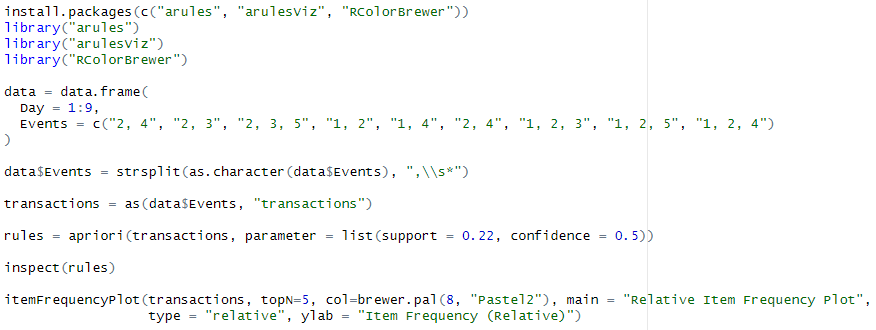 install.packages(c("arules", "arulesViz", "RColorBrewer"))
library("arules")
library("arulesViz")
library("RColorBrewer")
data = data.frame(
Day = 1:9,
Events = c("2, 4", "2, 3", "2, 3, 5", "1, 2", "1, 4", "2, 4", "1, 2, 3", "1, 2, 5", "1, 2, 4")
)
data$Events = strsplit(as.character(data$Events), ",\\s*")
transactions = as(data$Events, "transactions")
rules = apriori(transactions, parameter = list(support = 0.22, confidence = 0.5))
inspect(rules)
itemFrequencyPlot(transactions, topN=5, col=brewer.pal(8, "Pastel2"), main = "Relative Item Frequency Plot",
type = "relative", ylab = "Item Frequency (Relative)")